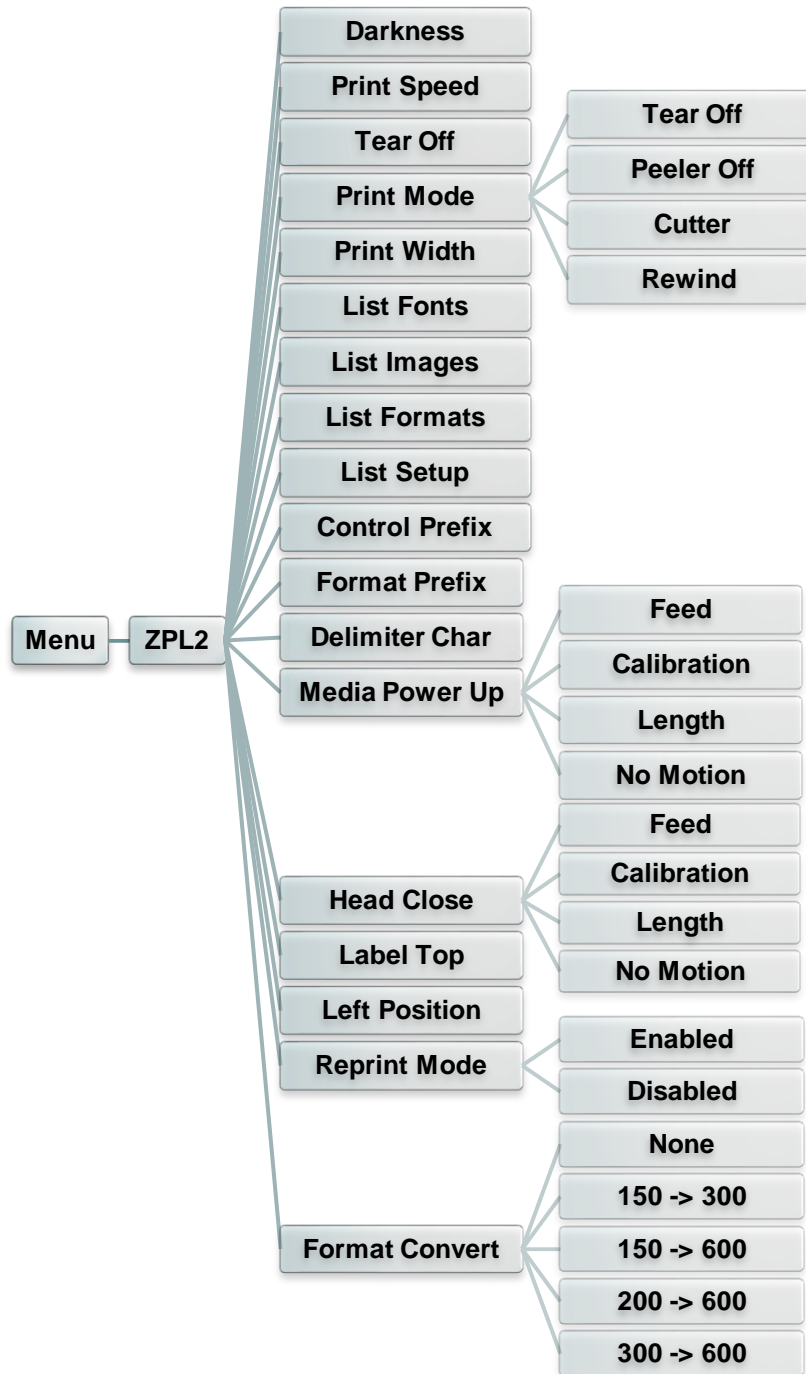 Menu
ZPL2
Darkness
Print Speed
Tear Off
Print Mode
Tear Off
Peeler Off
Cutter
Rewind
Print Width
List Fonts
List Images
List Formats
List Setup
Control Prefix
Format Prefix
Delimiter Char
Media Power Up
Feed
Calibration
Length
No Motion
Head Close
Feed
Calibration
Length
No Motion
Label Top
Left Position
Reprint Mode
Enabled
Disabled
Format Convert
None
150 -> 300
150 -> 600
200 -> 600
300 -> 600